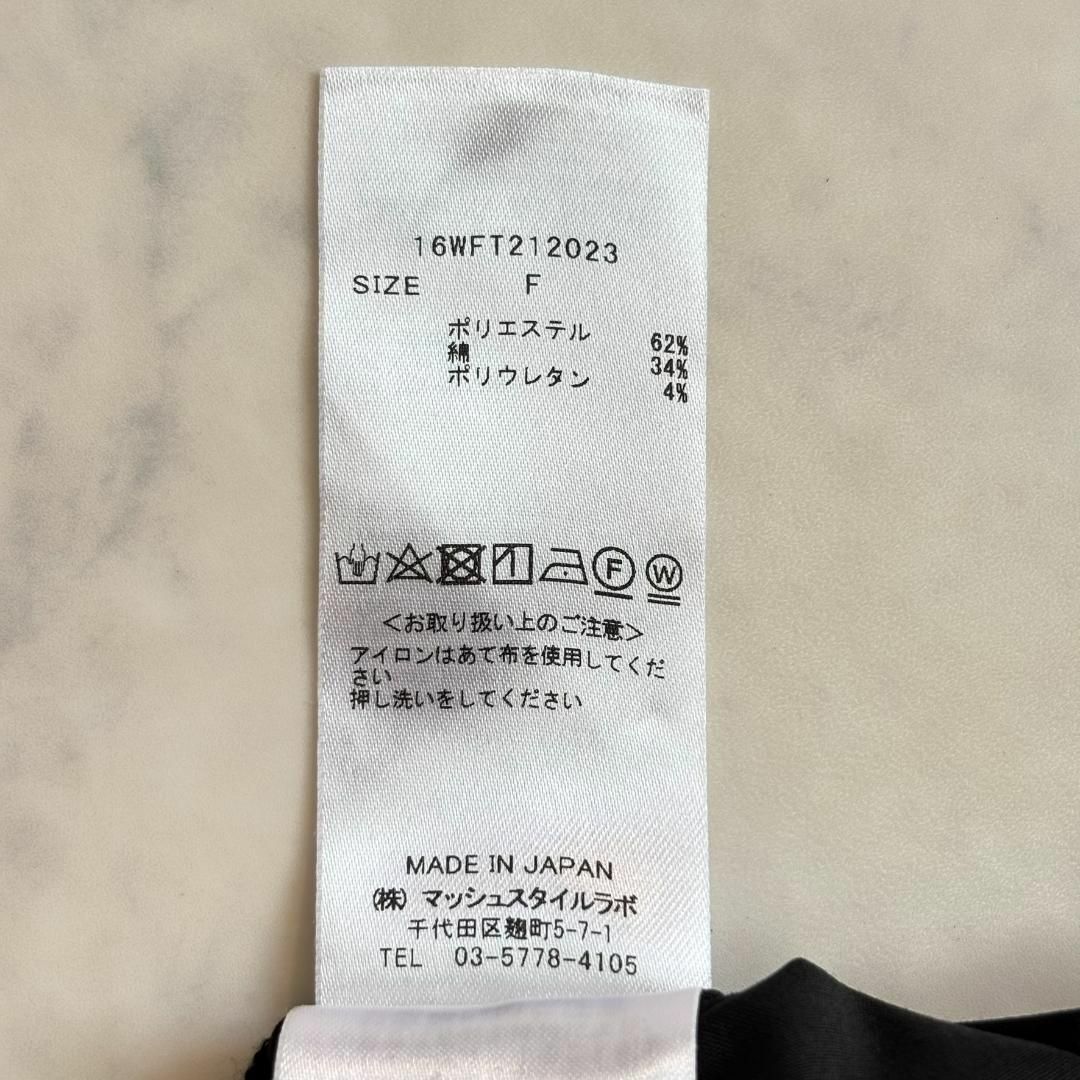 16WFT212023
SIZE F
ポリエステル 62%
綿 34%
ポリウレタン 4%
F W
＜お取り扱い上のご注意＞
アイロンはあて布を使用してくだ
さい
押し洗いをしてください
MADE IN JAPAN
(株) マッシュスタイルラボ
千代田区麹町5-7-1
TEL 03-5778-4105